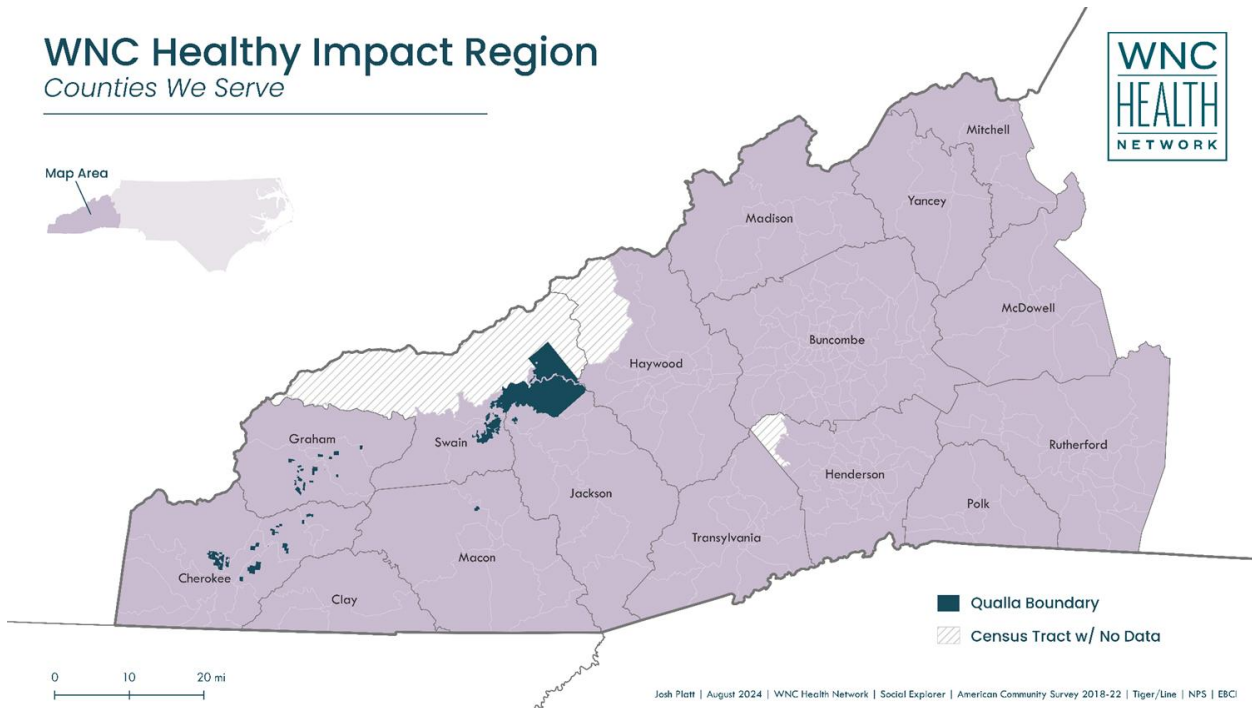 WNC Healthy Impact Region
Counties We Serve
WNC
HEALTH
NETWORK
Map Area
Mitchell
Yancey
Madison
McDowell
Buncombe
Haywood
Graham
Swain
Rutherford
Henderson
Jackson
Polk
Transylvania
Macon
Cherokee
Clay
Qualla Boundary
Census Tract w/ No Data
0 10 20 mi
Josh Platt | August 2024 | WNC Health Network | Social Explorer | American Community Survey 2018-22 | Tiger/Line | NPS | EBCI